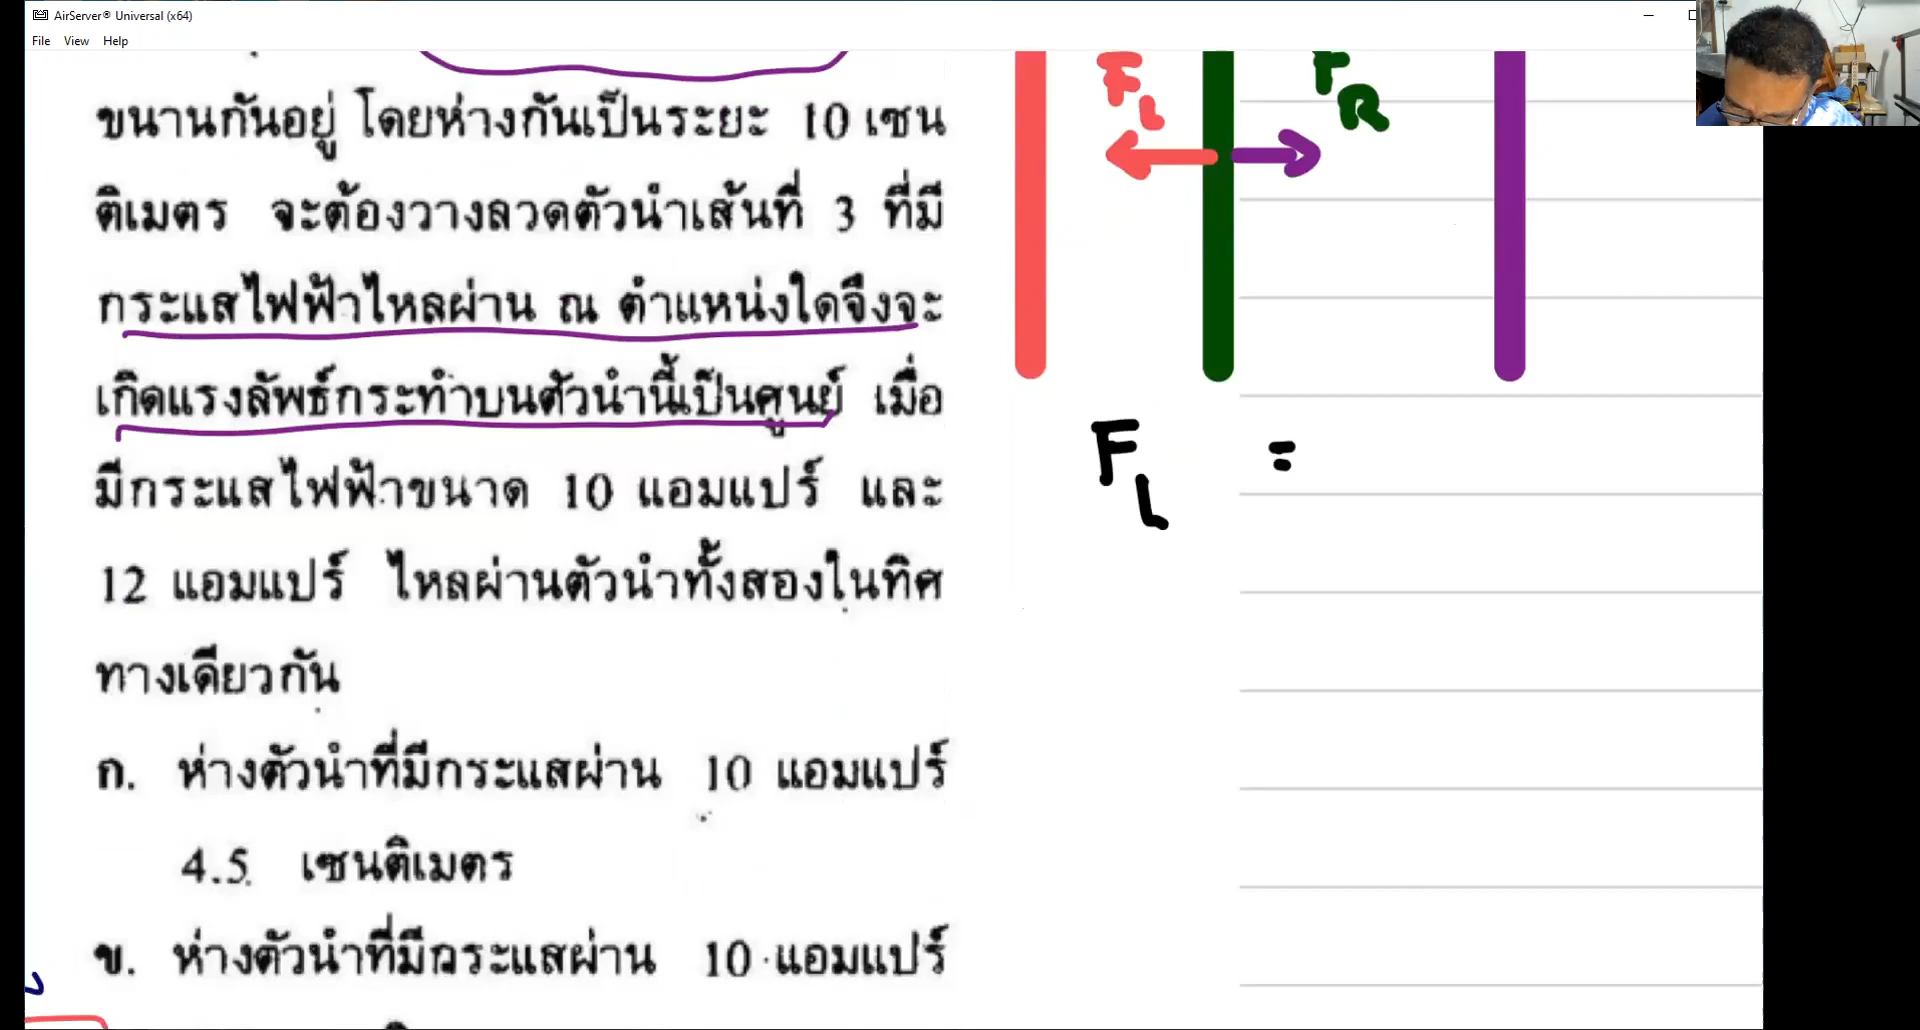 AirServer® Universal (x64)
File View Help
ขนานกันอยู่ โดยห่างกันเป็นระยะ 10 เซน
ติเมตร จะต้องวางลวดตัวนำเส้นที่ 3 ที่มี
กระแสไฟฟ้าไหลผ่าน ณ ตำแหน่งใดจึงจะ
เกิดแรงลัพธ์กระทำบนตัวนำนี้เป็นศูนย์ เมื่อ
มีกระแสไฟฟ้าขนาด 10 แอมแปร์ และ
12 แอมแปร์ ไหลผ่านตัวนำทั้งสองในทิศ
ทางเดียวกัน
ก. ห่างตัวนำที่มีกระแสผ่าน 10 แอมแปร์
4.5 เซนติเมตร
ข. ห่างตัวนำที่มีกระแสผ่าน 10 แอมแปร์
F L
F R
F L =